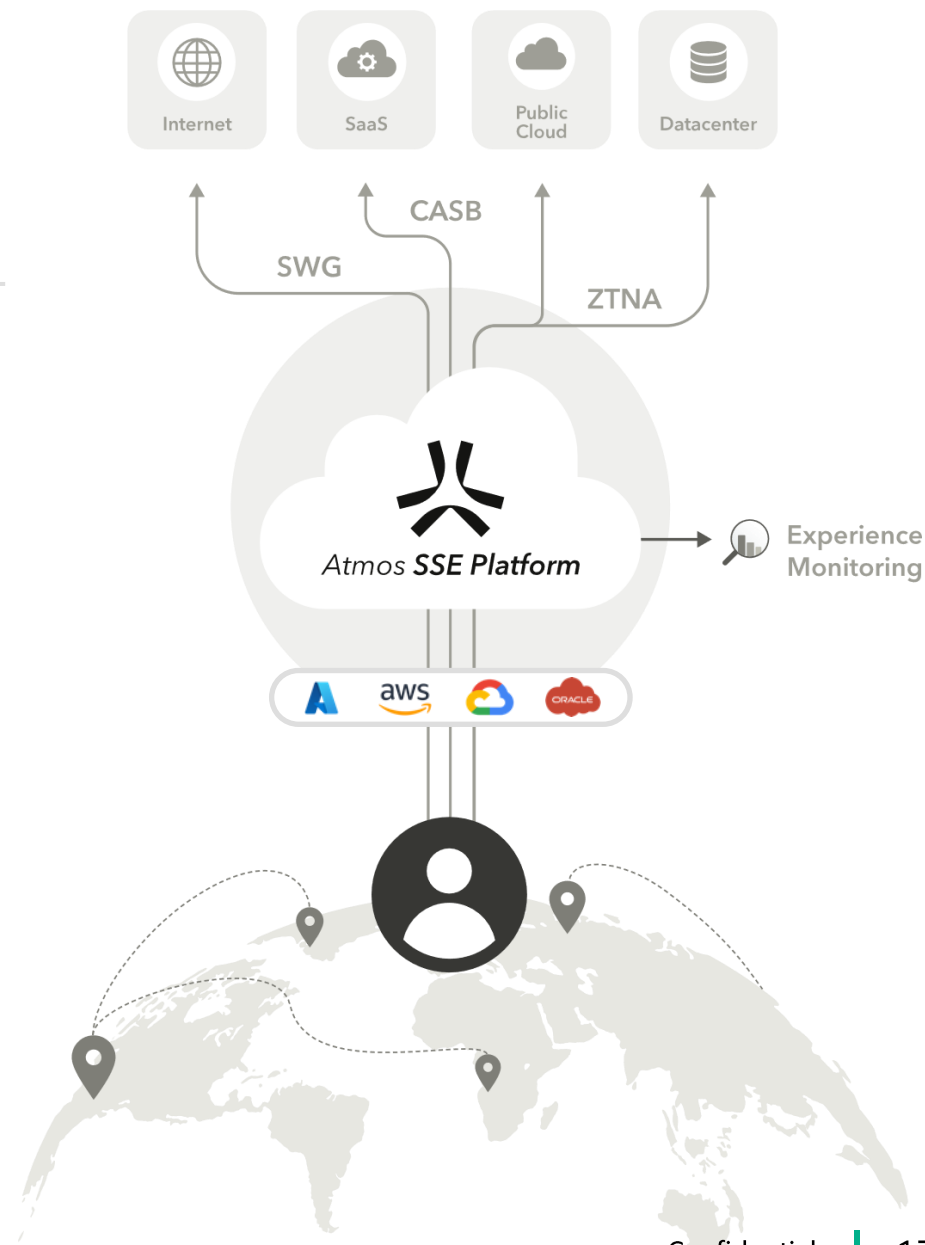 Internet
SaaS
Public
Cloud
Datacenter
CASB
SWG
ZTNA
Atmos SSE Platform
Experience
Monitoring
aws
ORACLE